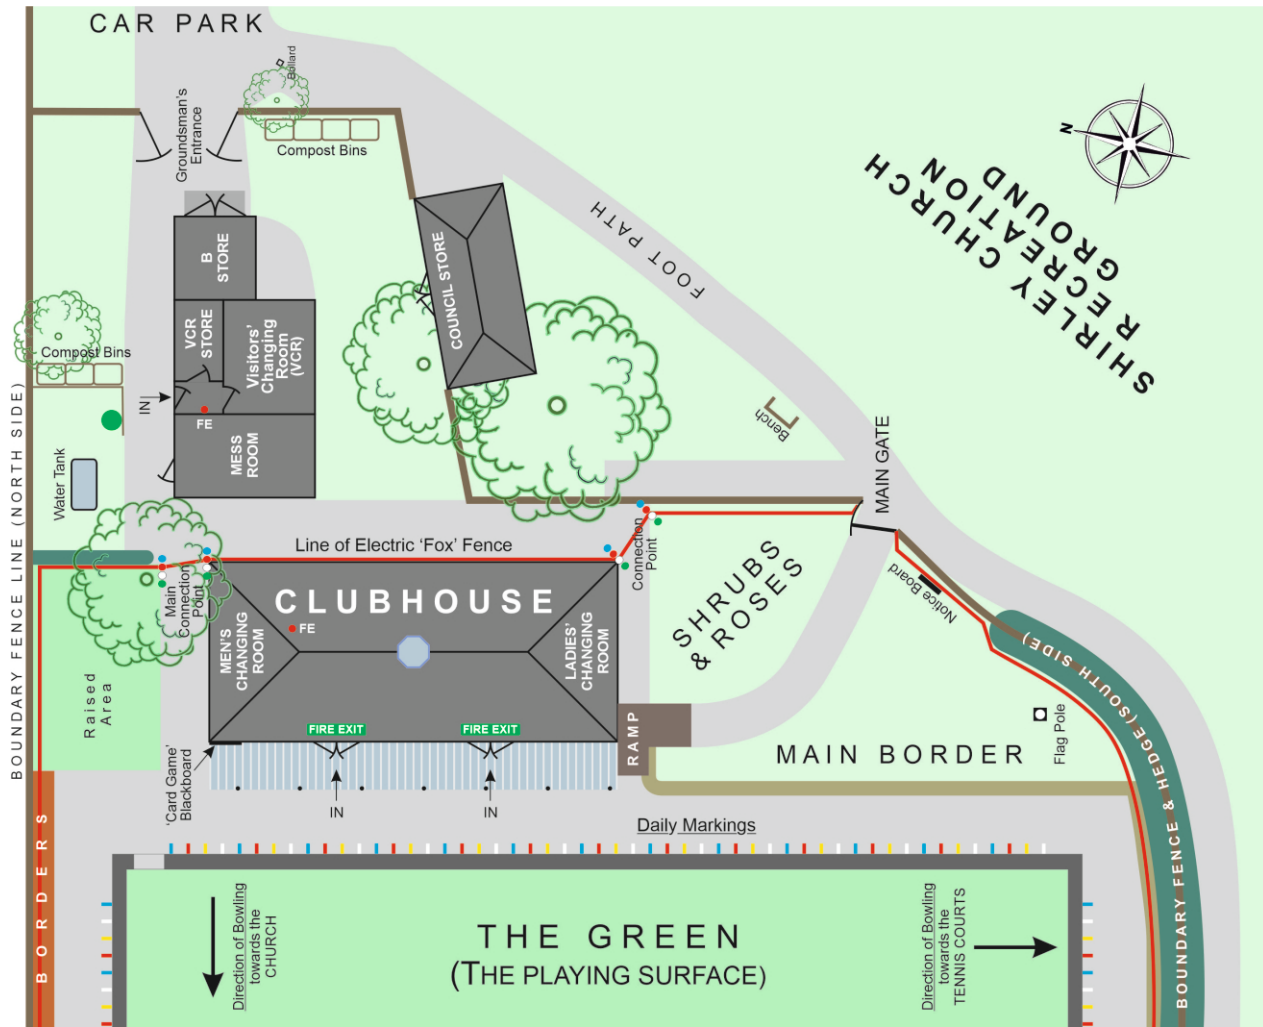 CAR PARK
Bollard
Groundsman's
Entrance
Compost Bins
N
SHIRLEY CHURCH
RECREATION
GROUND
FOOT PATH
B
STORE
COUNCIL STORE
VCR
STORE
Visitors'
Changing
Room
(VCR)
Compost Bins
IN
FE
MESS
ROOM
Bench
MAIN GATE
Water Tank
BOUNDARY FENCE LINE (NORTH SIDE)
Line of Electric 'Fox' Fence
Connection
Point
Main
Connection
Point
SHRUBS
& ROSES
Notice Board
CLUBHOUSE
FE
MEN'S
CHANGING
ROOM
LADIES'
CHANGING
ROOM
Raised
Area
FIRE EXIT
FIRE EXIT
RAMP
MAIN BORDER
Flag Pole
BOUNDARY FENCE & HEDGE (SOUTH SIDE)
'Card Game'
Blackboard
IN
IN
Daily Markings
BORDERS
Direction of Bowling
towards the
CHURCH
THE GREEN
(THE PLAYING SURFACE)
Direction of Bowling
towards the
TENNIS COURTS